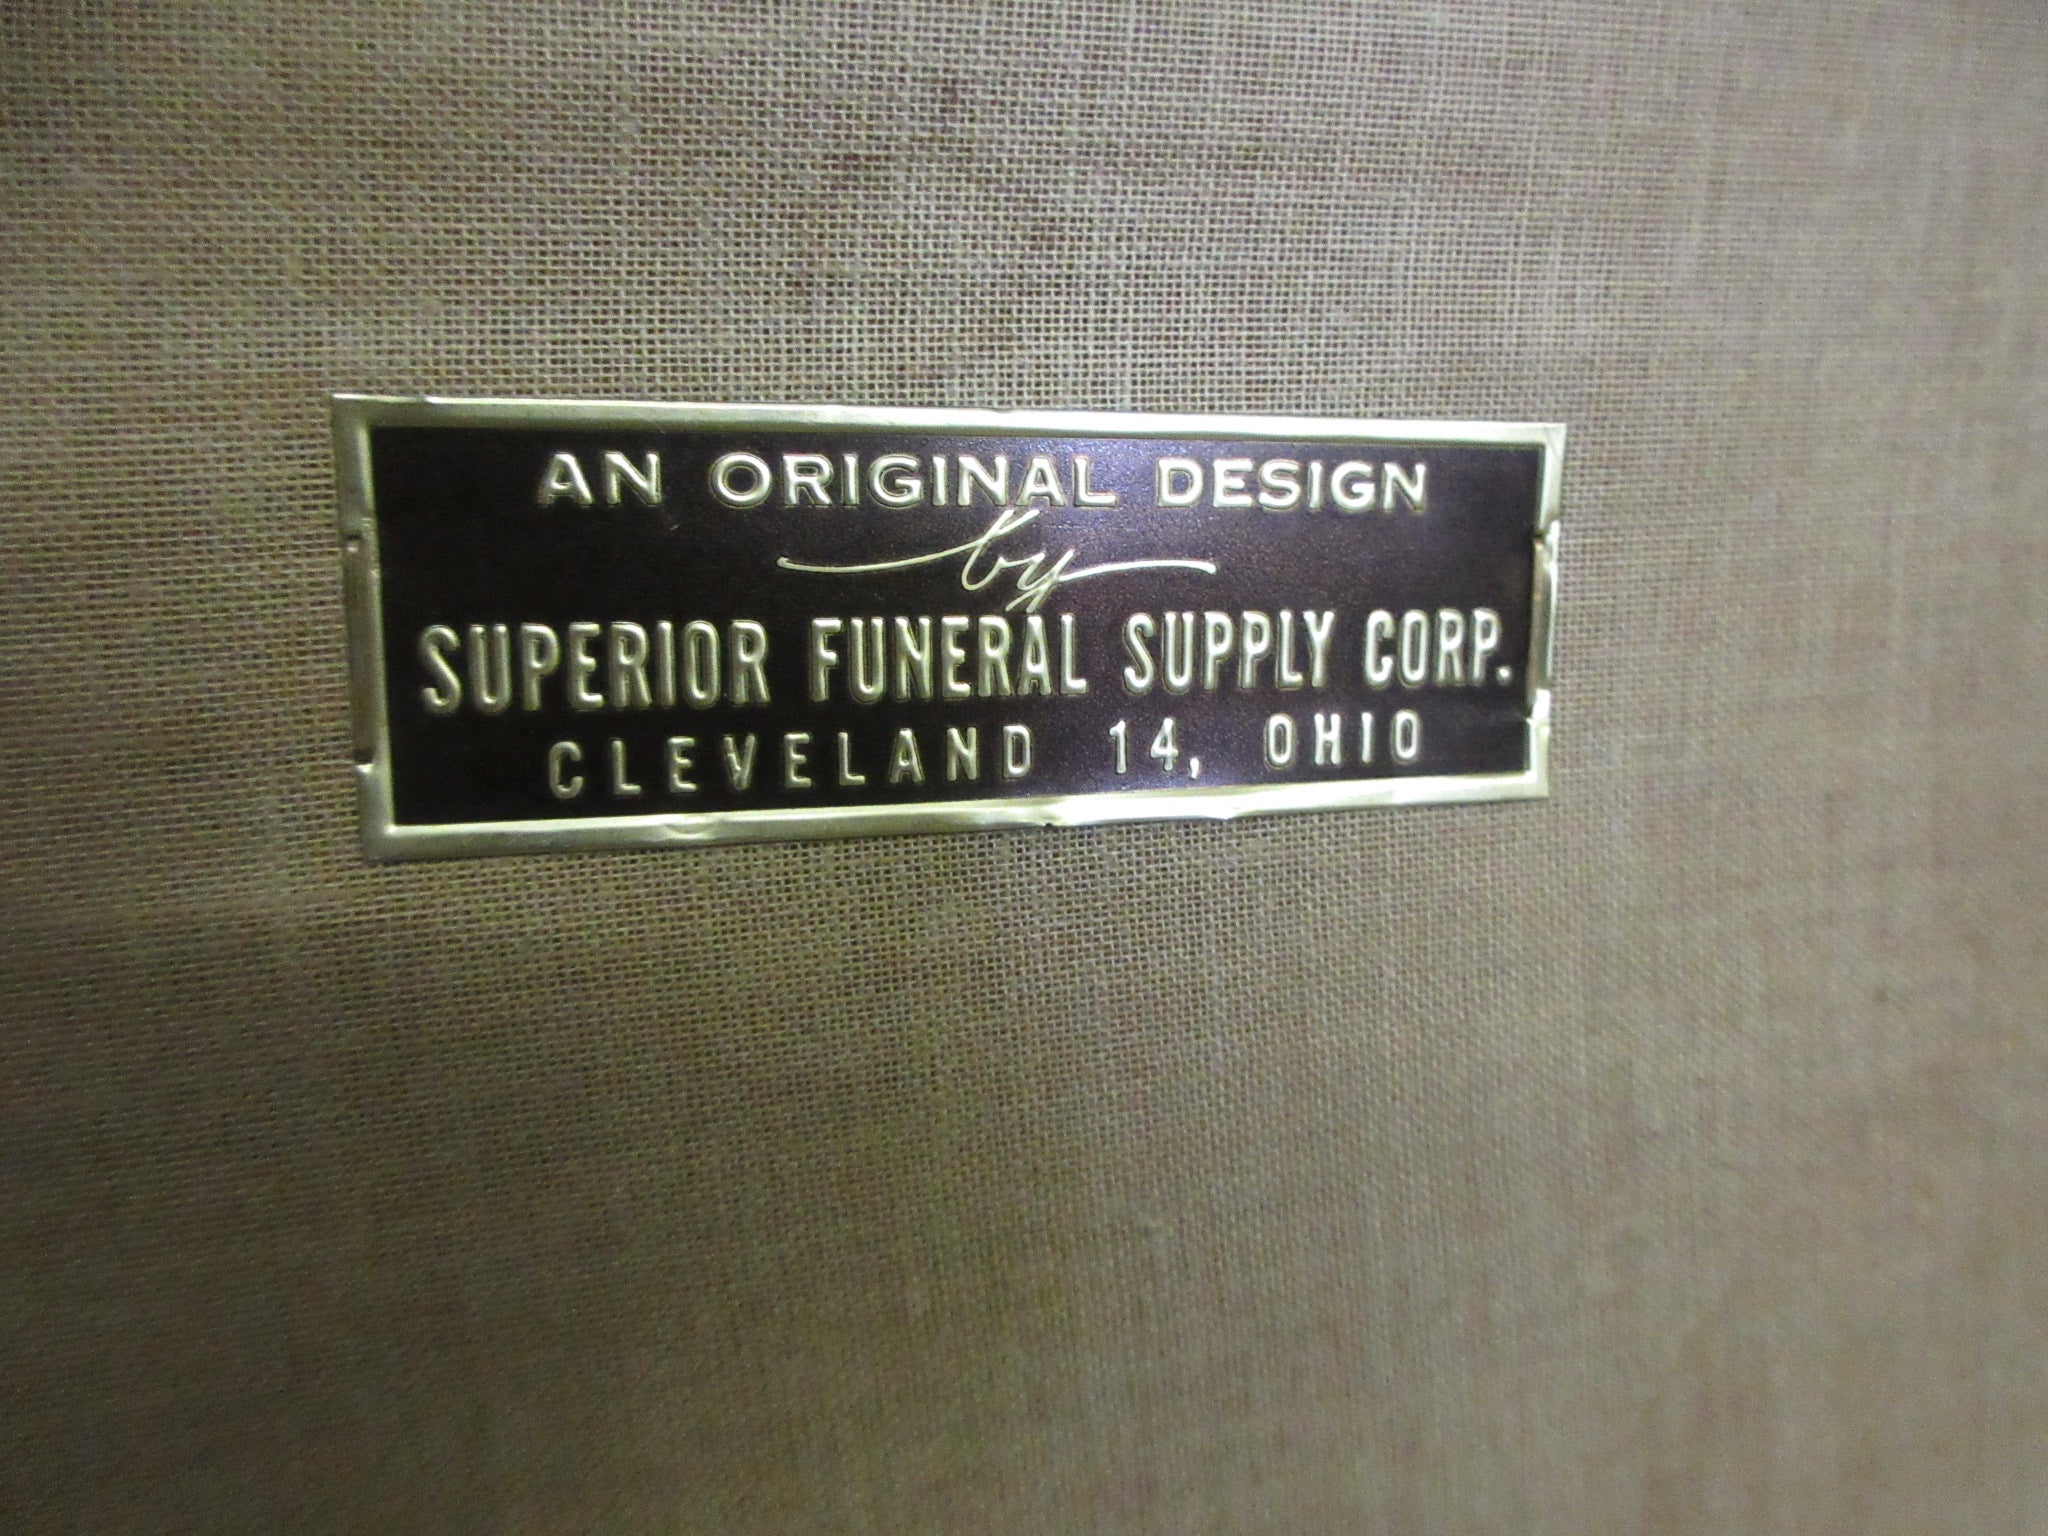 AN ORIGINAL DESIGN
by
SUPERIOR FUNERAL SUPPLY CORP.
CLEVELAND 14, OHIO